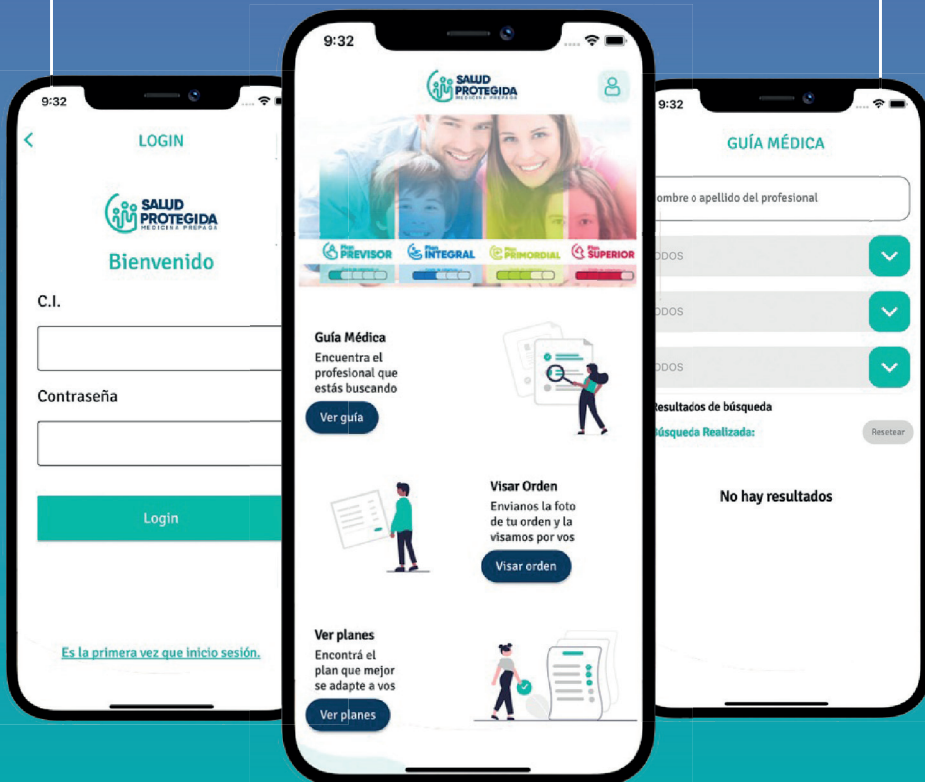 9:32
LOGIN
SALUD
PROTEGIDA
MEDICINA PREPAGA
Bienvenido
C.I.
Contraseña
Login
Es la primera vez que inicio sesión.
9:32
SALUD
PROTEGIDA
MEDICINA PREPAGA
Plan PREVISOR
Plan INTEGRAL
Plan PRIMORDIAL
Plan SUPERIOR
Guía Médica
Encuentra el
profesional que
estás buscando
Ver guía
Visar Orden
Envianos la foto
de tu orden y la
visamos por vos
Visar orden
Ver planes
Encontrá el
plan que mejor
se adapte a vos
Ver planes
9:32
GUÍA MÉDICA
ombre o apellido del profesional
ODOS
ODOS
ODOS
Resultados de búsqueda
Búsqueda Realizada:
Resetear
No hay resultados